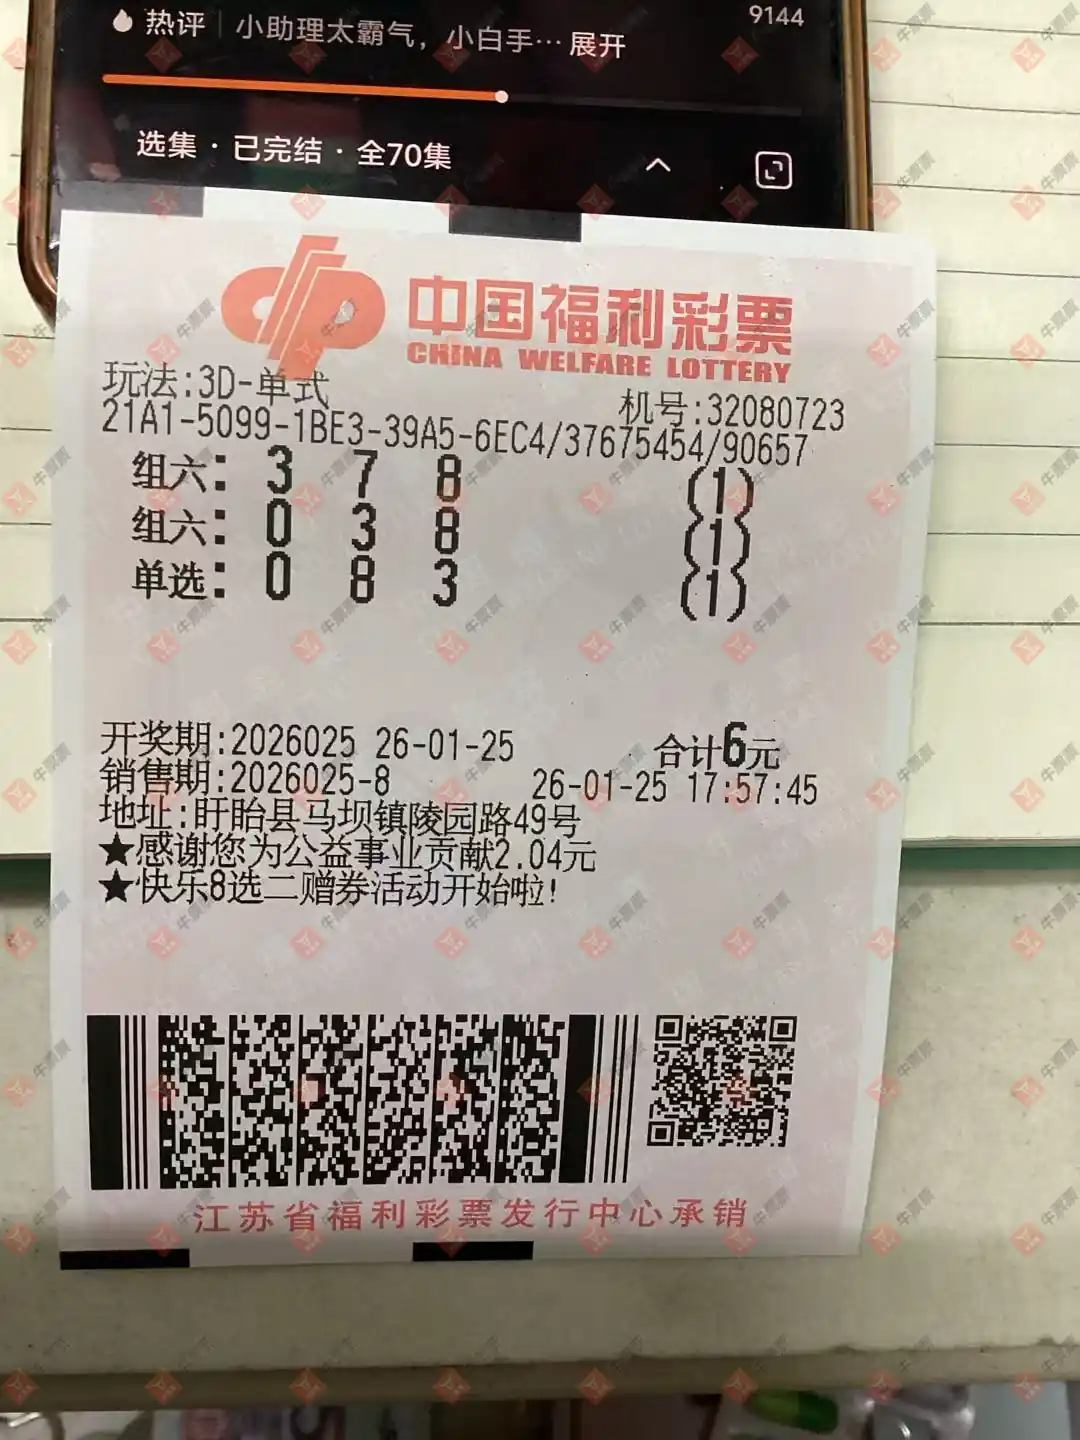 热评 | 小助理太霸气，小白手… 展开
9144
选集 · 已完结 · 全70集
中国福利彩票
CHINA WELFARE LOTTERY
玩法:3D-单式
机号:32080723
21A1-5099-1BE3-39A5-6EC4/37675454/90657
组六: 3 7 8 (1)
组六: 0 3 8 (1)
单选: 0 8 3 (1)
开奖期:2026025 26-01-25 合计6元
销售期:2026025-8 26-01-25 17:57:45
地址:盱眙县马坝镇陵园路49号
★感谢您为公益事业贡献2.04元
★快乐8选二赠券活动开始啦!
江苏省福利彩票发行中心承销